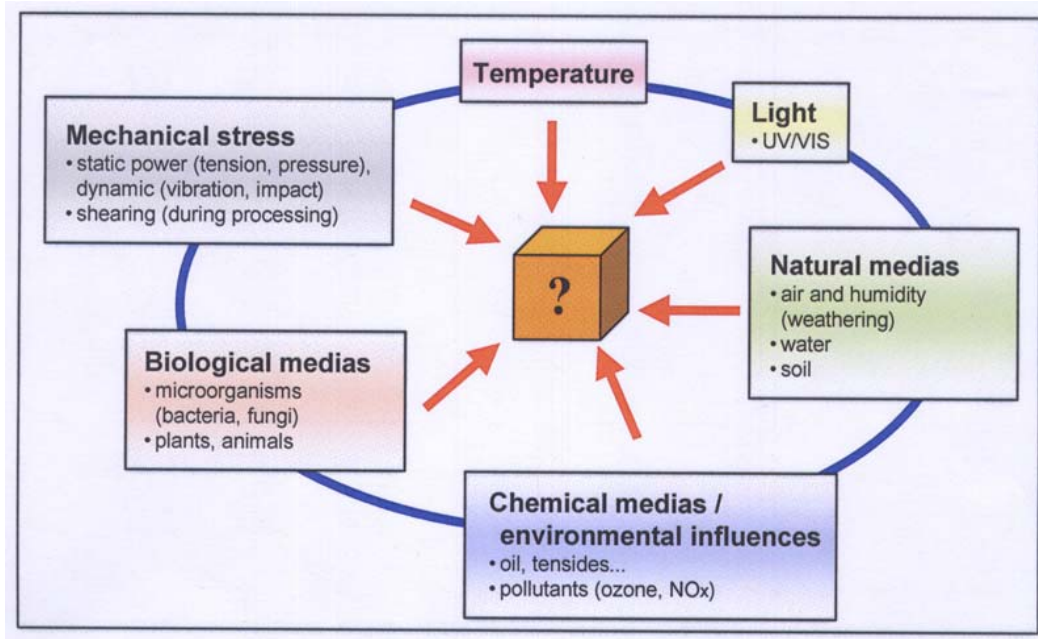 Temperature
Light
• UV/VIS
Mechanical stress
• static power (tension, pressure),
dynamic (vibration, impact)
• shearing (during processing)
?
Natural medias
• air and humidity
(weathering)
• water
• soil
Biological medias
• microorganisms
(bacteria, fungi)
• plants, animals
Chemical medias /
environmental influences
• oil, tensides...
• pollutants (ozone, NOx)